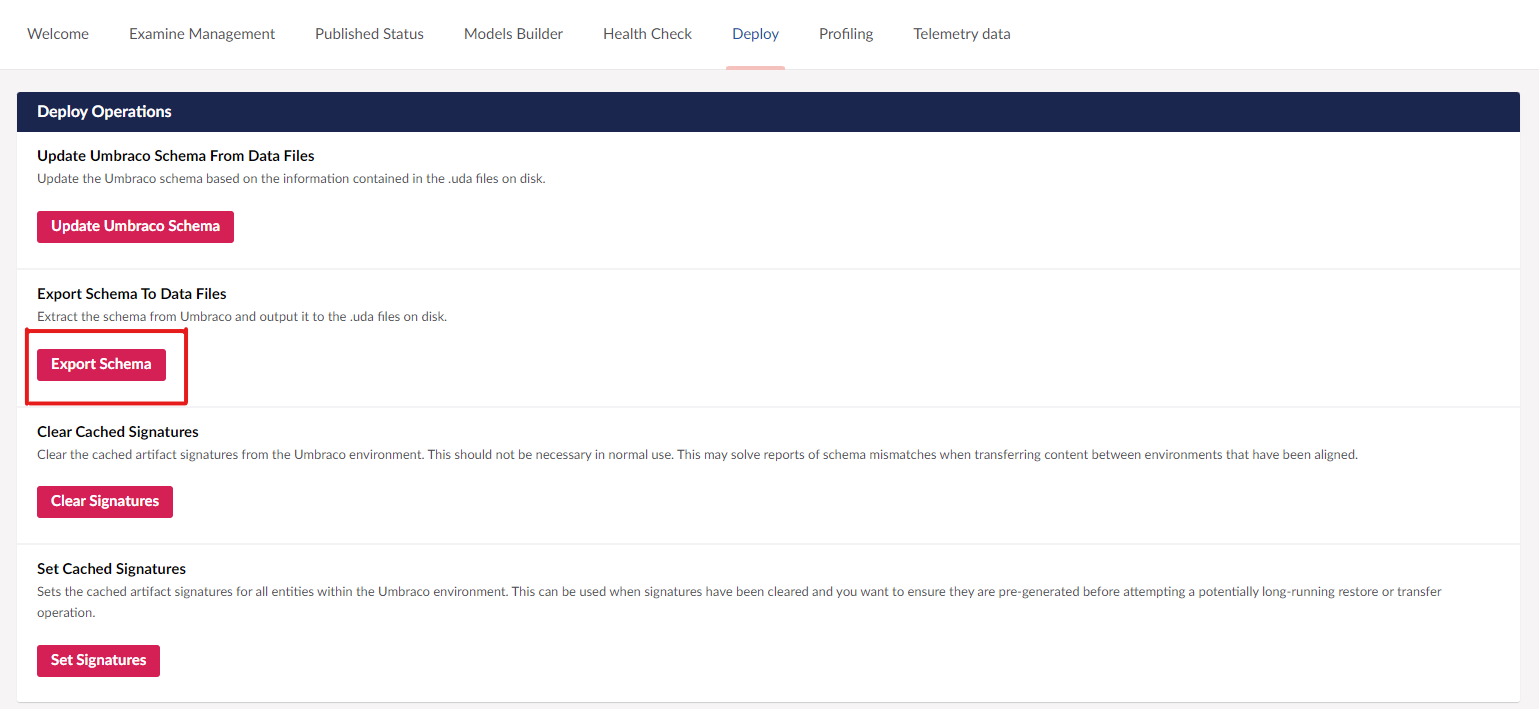 Welcome Examine Management Published Status Models Builder Health Check Deploy Profiling Telemetry data
Deploy Operations
Update Umbraco Schema From Data Files
Update the Umbraco schema based on the information contained in the .uda files on disk.
Update Umbraco Schema
Export Schema To Data Files
Extract the schema from Umbraco and output it to the .uda files on disk.
Export Schema
Clear Cached Signatures
Clear the cached artifact signatures from the Umbraco environment. This should not be necessary in normal use. This may solve reports of schema mismatches when transferring content between environments that have been aligned.
Clear Signatures
Set Cached Signatures
Sets the cached artifact signatures for all entities within the Umbraco environment. This can be used when signatures have been cleared and you want to ensure they are pre-generated before attempting a potentially long-running restore or transfer
operation.
Set Signatures